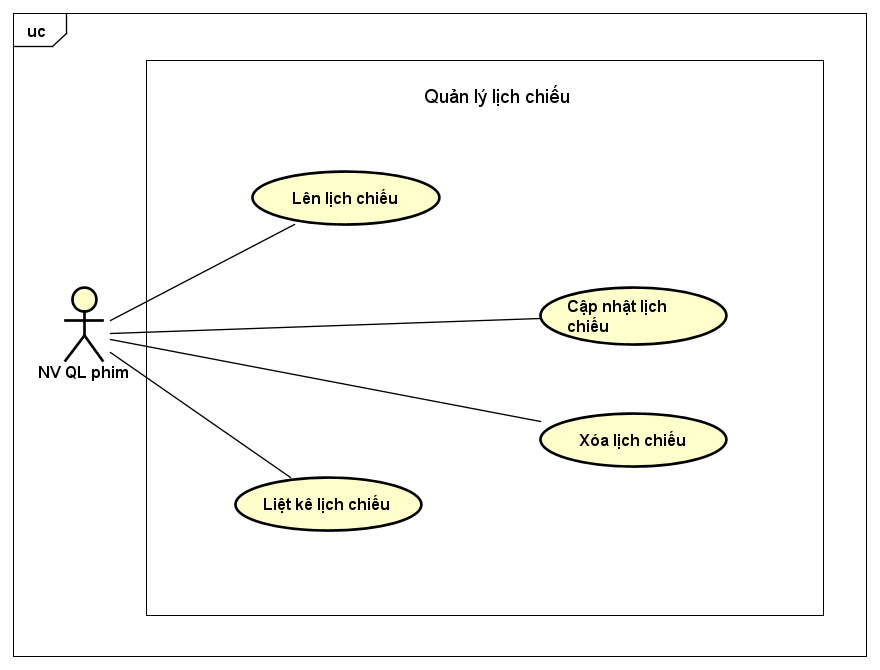 uc
Quản lý lịch chiếu
Lên lịch chiếu
Cập nhật lịch
chiếu
NV QL phim
Xóa lịch chiếu
Liệt kê lịch chiếu